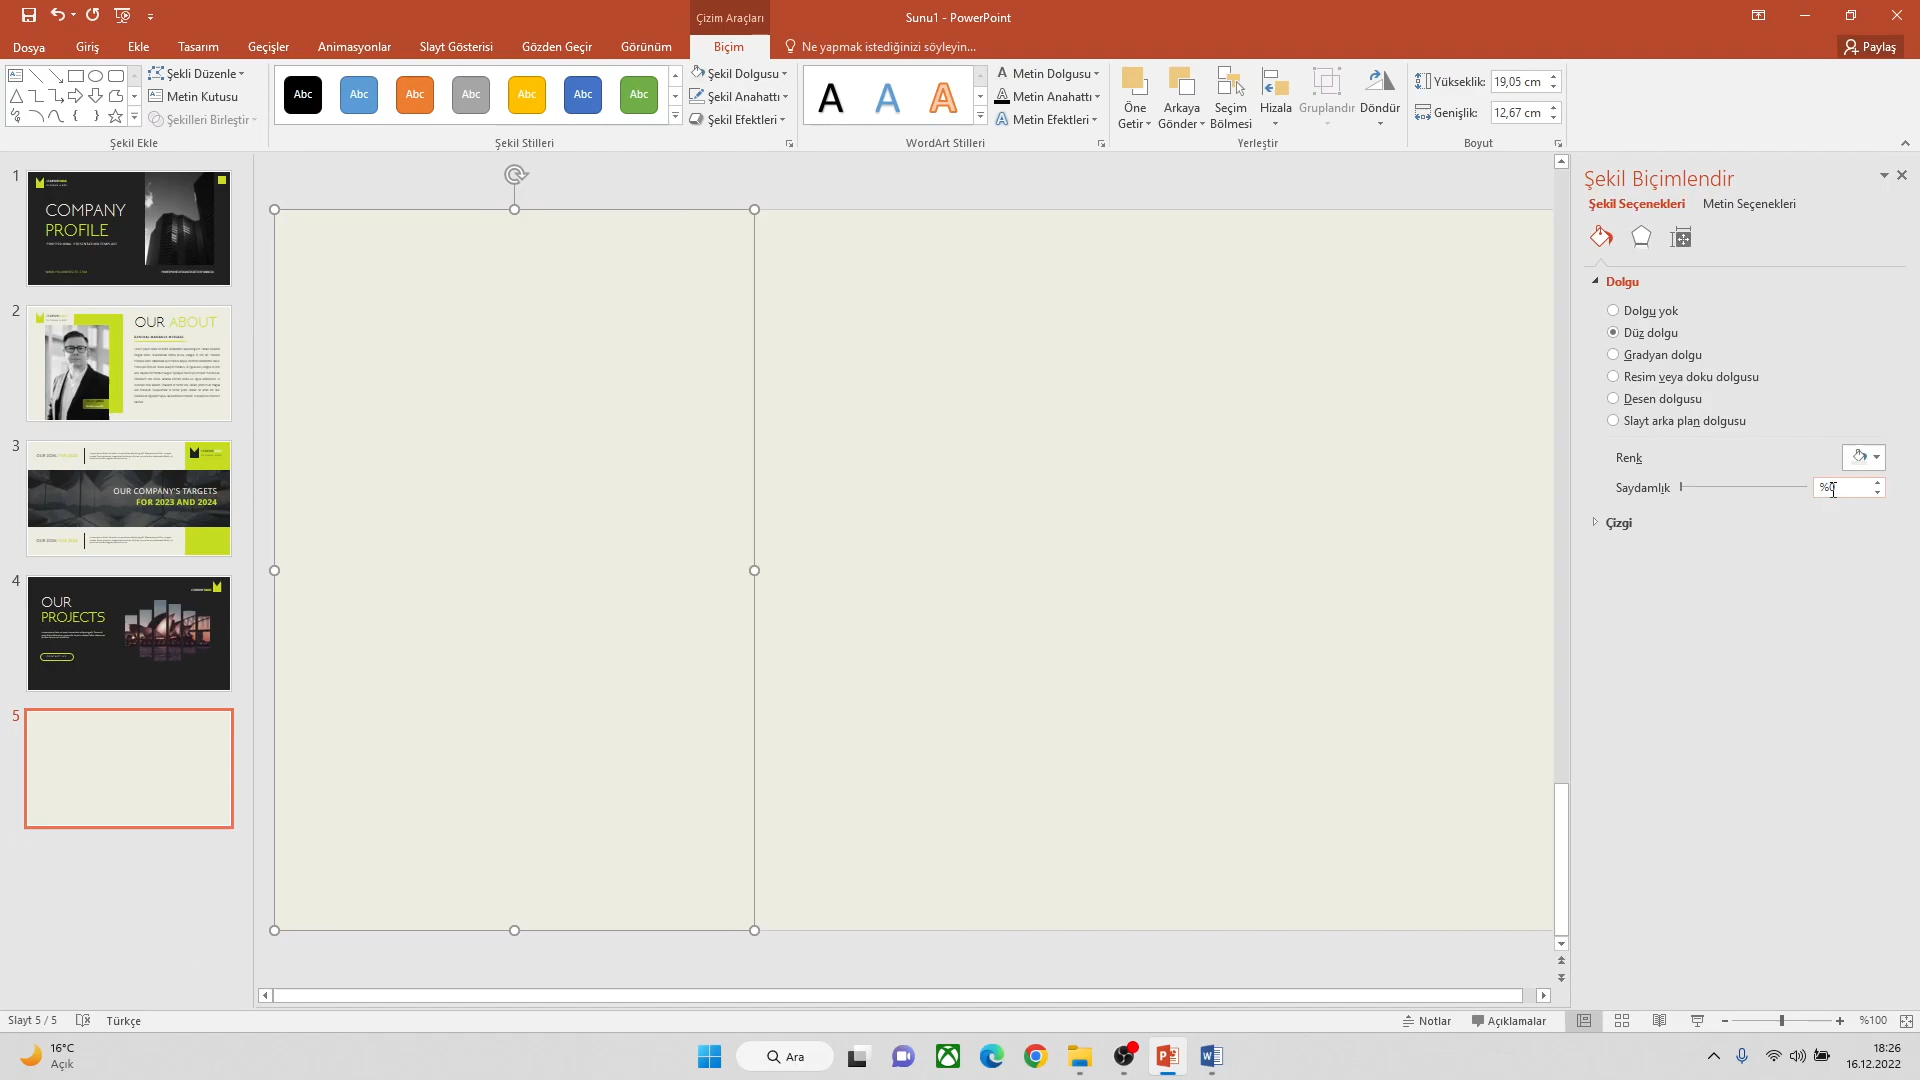 Çizim Araçları
Sunu1 - PowerPoint
Dosya
Giriş
Ekle
Tasarım
Geçişler
Animasyonlar
Slayt Gösterisi
Gözden Geçir
Görünüm
Biçim
Ne yapmak istediğinizi söyleyin...
Paylaş
Şekli Düzenle
Metin Kutusu
Şekilleri Birleştir
Şekil Ekle
Abc
Abc
Abc
Abc
Abc
Abc
Abc
Şekil Dolgusu
Şekil Anahattı
Şekil Efektleri
Şekil Stilleri
A
A
A
Metin Dolgusu
Metin Anahattı
Metin Efektleri
WordArt Stilleri
Öne Getir
Arkaya Gönder
Seçim Bölmesi
Hizala
Gruplandır
Döndür
Yerleştir
Yükseklik: 19,05 cm
Genişlik: 12,67 cm
Boyut
1
COMPANY
PROFILE
2
OUR ABOUT
3
OUR COMPANY'S TARGETS
FOR 2023 AND 2024
4
OUR
PROJECTS
5
Şekil Biçimlendir
Şekil Seçenekleri
Metin Seçenekleri
Dolgu
Dolgu yok
Düz dolgu
Gradyan dolgu
Resim veya doku dolgusu
Desen dolgusu
Slayt arka plan dolgusu
Renk
Saydamlık
%0
Çizgi
Slayt 5 / 5
Türkçe
Notlar
Açıklamalar
%100
16°C
Açık
Ara
18:26
16.12.2022